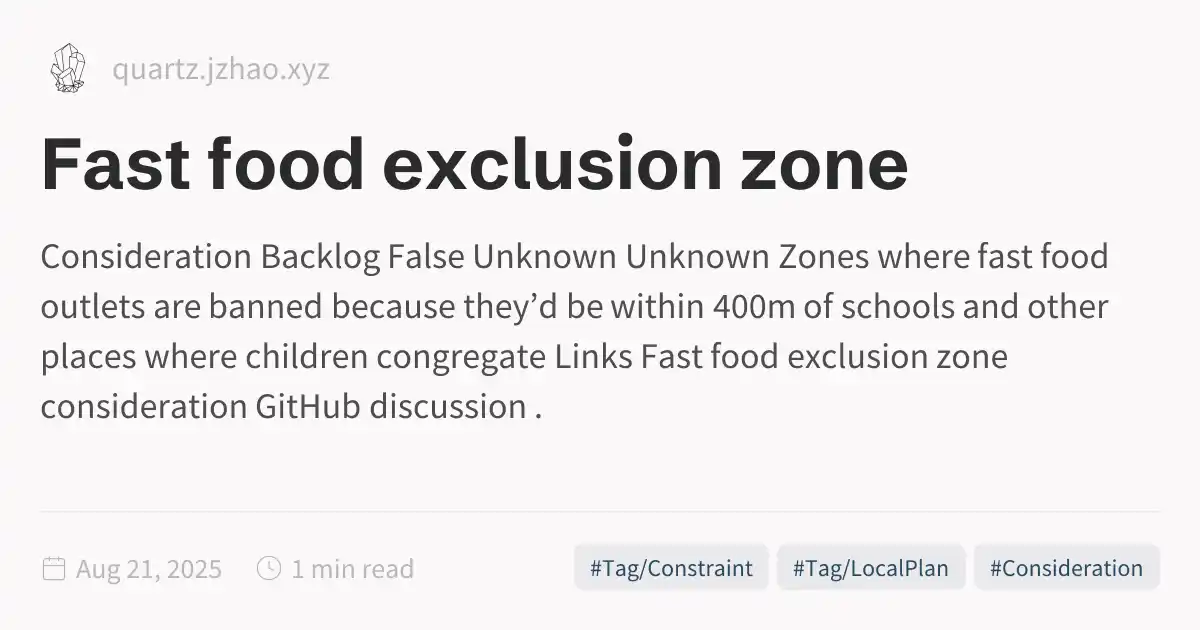 quartz.jzhao.xyz
Fast food exclusion zone
Consideration Backlog False Unknown Unknown Zones where fast food
outlets are banned because they’d be within 400m of schools and other
places where children congregate Links Fast food exclusion zone
consideration GitHub discussion .
Aug 21, 2025
1 min read
#Tag/Constraint
#Tag/LocalPlan
#Consideration